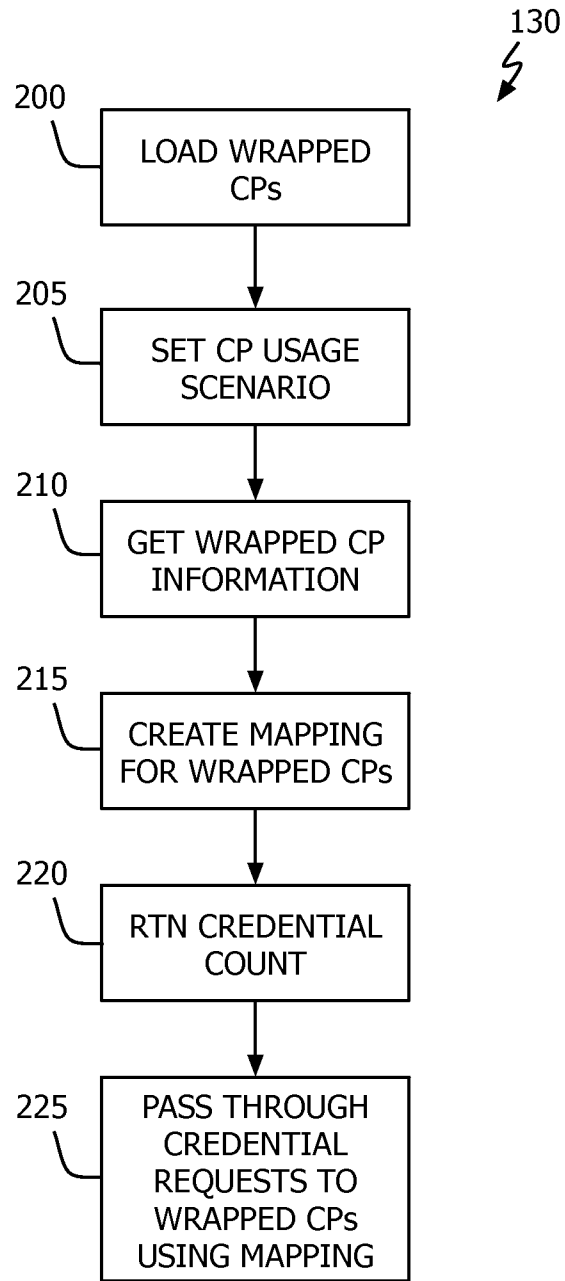 130
200
LOAD WRAPPED
CPs
205
SET CP USAGE
SCENARIO
210
GET WRAPPED CP
INFORMATION
215
CREATE MAPPING
FOR WRAPPED CPs
220
RTN CREDENTIAL
COUNT
225
PASS THROUGH
CREDENTIAL
REQUESTS TO
WRAPPED CPs
USING MAPPING